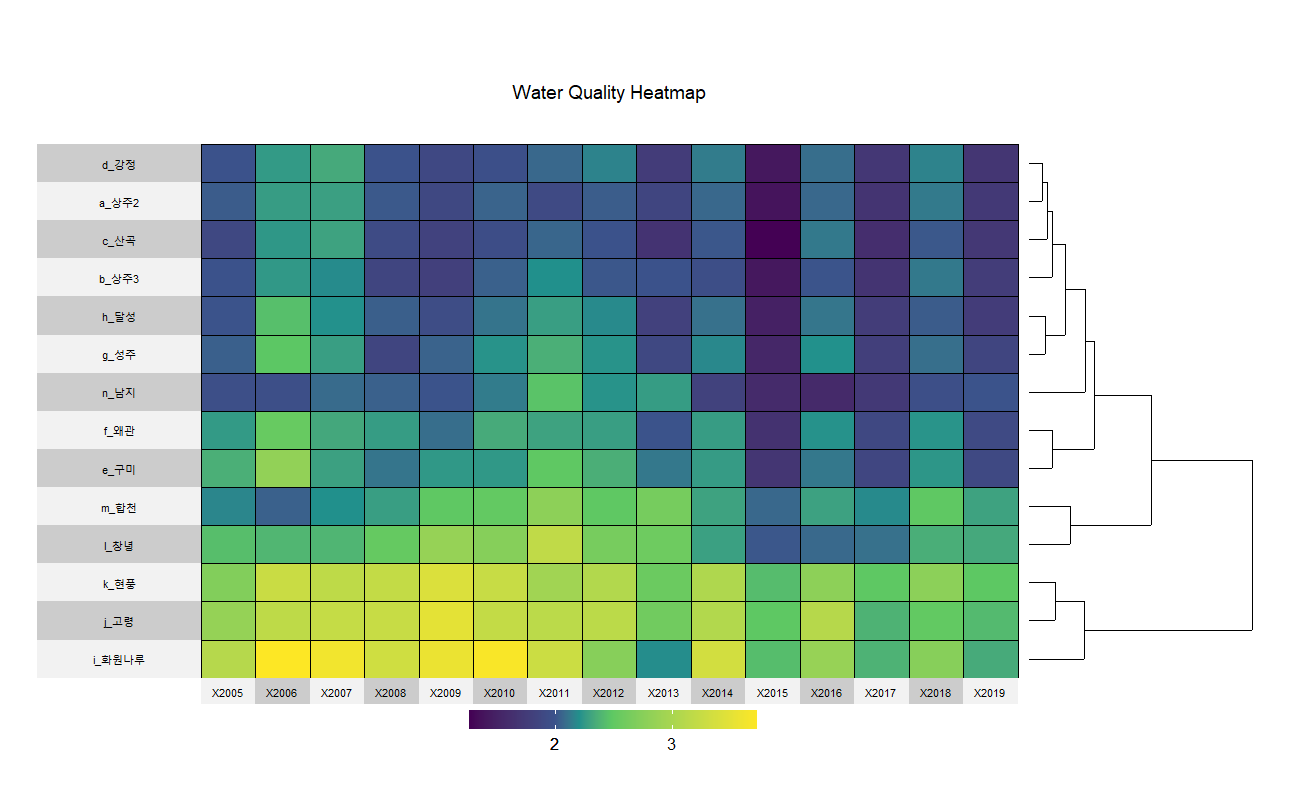 Water Quality Heatmap
d_강정
a_상주2
c_산곡
b_상주3
h_달성
g_성주
n_남지
f_왜관
e_구미
m_합천
l_창녕
k_현풍
j_고령
i_화원나루
X2005 X2006 X2007 X2008 X2009 X2010 X2011 X2012 X2013 X2014 X2015 X2016 X2017 X2018 X2019
2 3